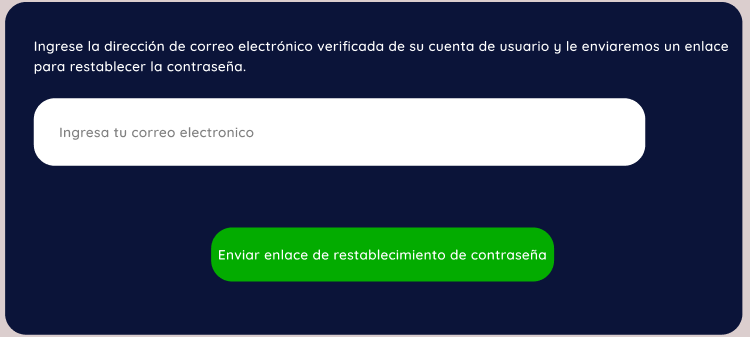 Ingrese la dirección de correo electrónico verificada de su cuenta de usuario y le enviaremos un enlace
para restablecer la contraseña.
Ingresa tu correo electronico
Enviar enlace de restablecimiento de contraseña